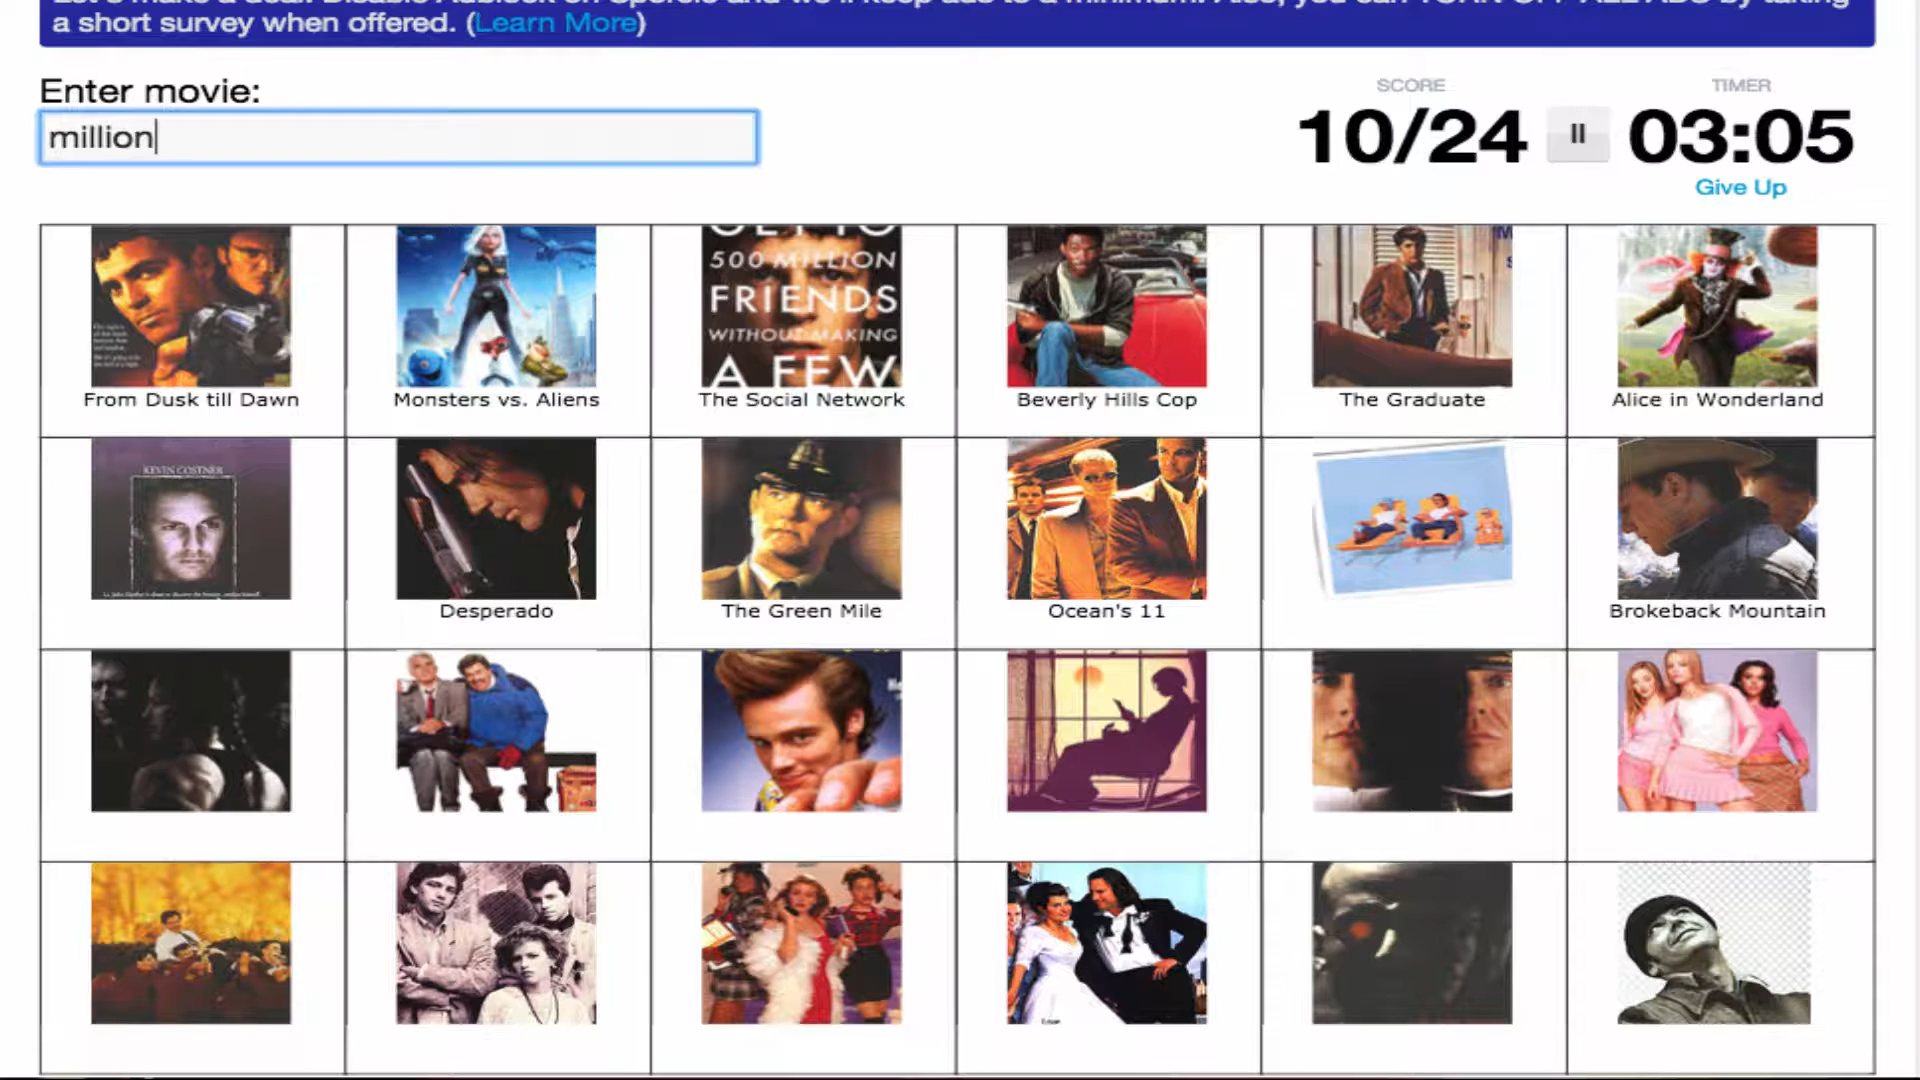 a short survey when offered. (Learn More)
Enter movie:
million
SCORE
10/24
TIMER
03:05
Give Up
500 MILLION
FRIENDS
WITHOUT MAKING
A FEW
From Dusk till Dawn
Monsters vs. Aliens
The Social Network
Beverly Hills Cop
The Graduate
Alice in Wonderland
KEVIN COSTNER
Desperado
The Green Mile
Ocean's 11
Brokeback Mountain